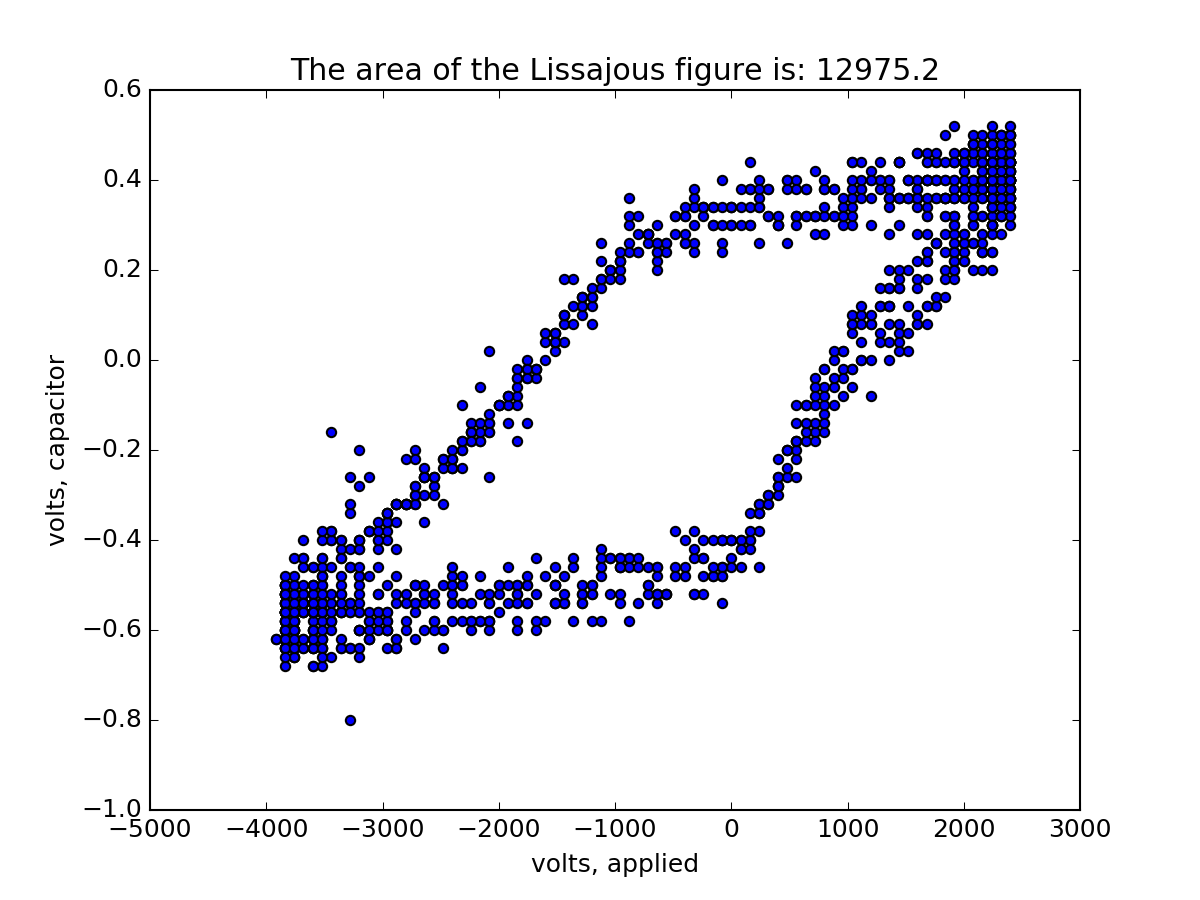 The area of the Lissajous figure is: 12975.2
0.6
0.4
0.2
0.0
−0.2
−0.4
−0.6
−0.8
−1.0
volts, capacitor
−5000 −4000 −3000 −2000 −1000 0 1000 2000 3000
volts, applied